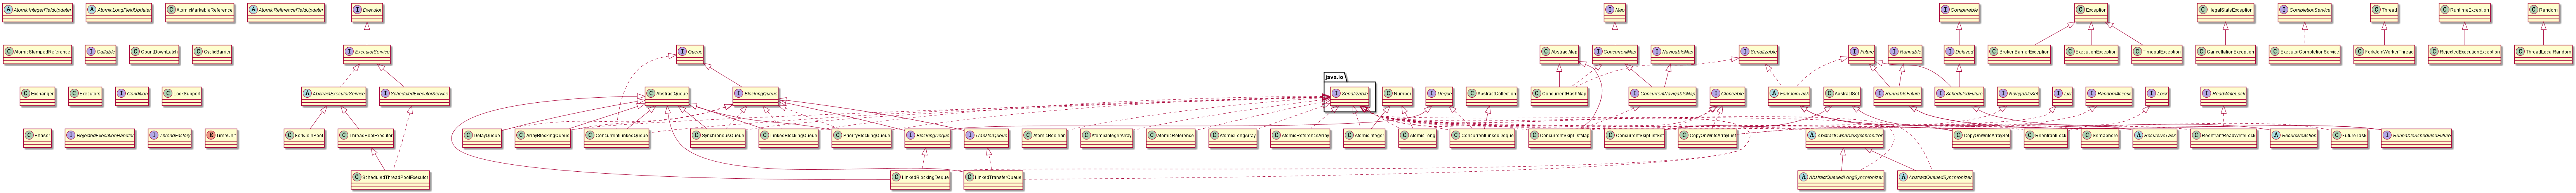 A AtomicIntegerFieldUpdater
A AtomicLongFieldUpdater
C AtomicMarkableReference
A AtomicReferenceFieldUpdater
I Executor
I Map
I Comparable
C Exception
C IllegalStateException
I CompletionService
C Thread
C RuntimeException
C Random
C AtomicStampedReference
I Callable
C CountDownLatch
C CyclicBarrier
I ExecutorService
I Queue
C AbstractMap
I ConcurrentMap
I NavigableMap
I Serializable
I Future
I Runnable
I Delayed
C BrokenBarrierException
C ExecutionException
C TimeoutException
C CancellationException
C ExecutorCompletionService
C ForkJoinWorkerThread
C RejectedExecutionException
C ThreadLocalRandom
java.io
C Exchanger
C Executors
I Condition
C LockSupport
A AbstractExecutorService
I ScheduledExecutorService
C AbstractQueue
I BlockingQueue
I Serializable
C Number
I Deque
C AbstractCollection
C ConcurrentHashMap
I ConcurrentNavigableMap
I Cloneable
A ForkJoinTask
C AbstractSet
I RunnableFuture
I ScheduledFuture
I NavigableSet
I List
I RandomAccess
I Lock
I ReadWriteLock
C Phaser
I RejectedExecutionHandler
I ThreadFactory
E TimeUnit
C ForkJoinPool
C ThreadPoolExecutor
C DelayQueue
C ArrayBlockingQueue
C ConcurrentLinkedQueue
C SynchronousQueue
C LinkedBlockingQueue
C PriorityBlockingQueue
I BlockingDeque
I TransferQueue
C AtomicBoolean
C AtomicIntegerArray
C AtomicReference
C AtomicLongArray
C AtomicReferenceArray
C AtomicInteger
C AtomicLong
C ConcurrentLinkedDeque
C ConcurrentSkipListMap
C ConcurrentSkipListSet
C CopyOnWriteArrayList
A AbstractOwnableSynchronizer
C CopyOnWriteArraySet
C ReentrantLock
C Semaphore
A RecursiveTask
C ReentrantReadWriteLock
A RecursiveAction
C FutureTask
I RunnableScheduledFuture
C ScheduledThreadPoolExecutor
C LinkedBlockingDeque
C LinkedTransferQueue
A AbstractQueuedLongSynchronizer
A AbstractQueuedSynchronizer